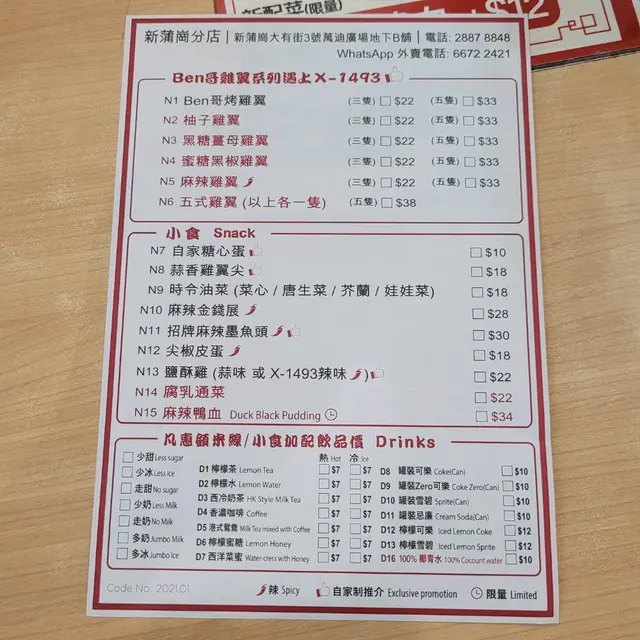 新配菜(限量)
$12
新蒲崗分店 | 新蒲崗大有街3號萬迪廣場地下B舖 | 電話: 2887 8848
WhatsApp 外賣電話: 6672 2421
Ben哥雞翼系列遇上X-1493
N1 Ben哥烤雞翼 (三隻) $22 (五隻) $33
N2 柚子雞翼 (三隻) $22 (五隻) $33
N3 黑糖薑母雞翼 (三隻) $22 (五隻) $33
N4 蜜糖黑椒雞翼 (三隻) $22 (五隻) $33
N5 麻辣雞翼 (三隻) $22 (五隻) $33
N6 五式雞翼 (以上各一隻) (五隻) $38
小食 Snack
N7 自家糖心蛋 $10
N8 蒜香雞翼尖 $18
N9 時令油菜 (菜心 / 唐生菜 / 芥蘭 / 娃娃菜) $18
N10 麻辣金錢展 $28
N11 招牌麻辣墨魚頭 $30
N12 尖椒皮蛋 $18
N13 鹽酥雞 (蒜味 或 X-1493辣味) $22
N14 腐乳通菜 $22
N15 麻辣鴨血 Duck Black Pudding $34
凡惠顧米線/小食加配飲品價 Drinks
少甜 Less sugar
少冰 Less ice
走甜 No sugar
少奶 Less Milk
走奶 No Milk
多奶 Jumbo Milk
多冰 Jumbo Ice
熱 Hot 冷 Ice
D1 檸檬茶 Lemon Tea $7 $7
D2 檸檬水 Lemon Water $7 $7
D3 西冷奶茶 HK Style Milk Tea $7 $7
D4 香濃咖啡 Coffee $7 $7
D5 港式鴛鴦 Milk Tea mixed with Coffee $7 $7
D6 檸檬蜜糖 Lemon Honey $7 $7
D7 西洋菜蜜 Water-cress with Honey $7 $7
D8 罐裝可樂 Coke(Can) $10
D9 罐裝Zero可樂 Coke Zero(Can) $10
D10 罐裝雪碧 Sprite(Can) $10
D11 罐裝忌廉 Cream Soda(Can) $10
D12 檸檬可樂 Iced Lemon Coke $12
D13 檸檬雪碧 Iced Lemon Sprite $12
D16 100% 椰青水 100% Cocount water $10
Code No.: 2021.01
辣 Spicy 自家制推介 Exclusive promotion 限量 Limited